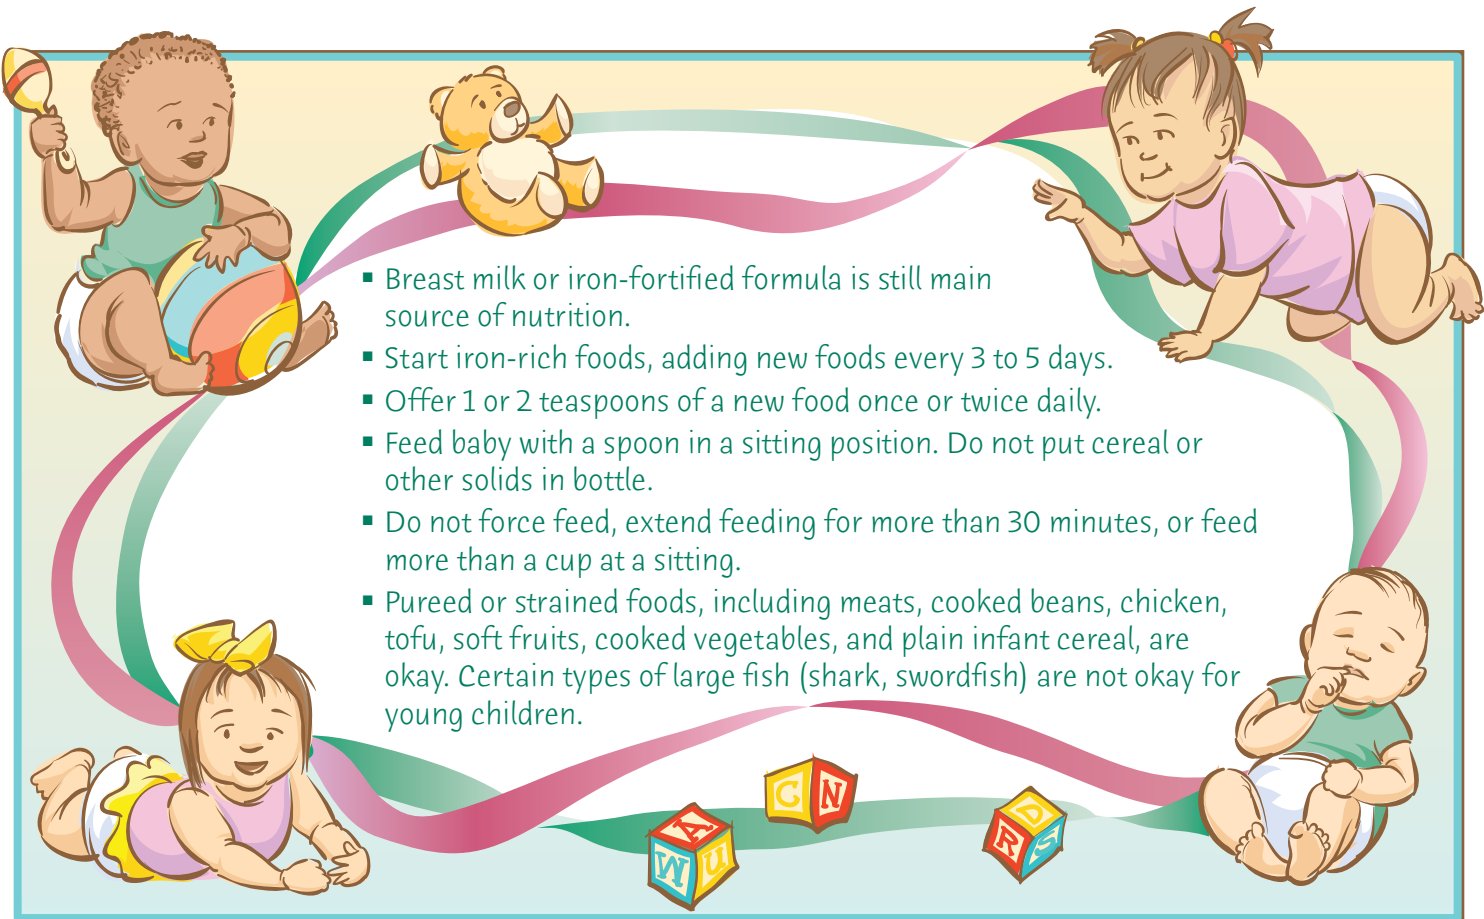 ▪ Breast milk or iron-fortified formula is still main
source of nutrition.
▪ Start iron-rich foods, adding new foods every 3 to 5 days.
▪ Offer 1 or 2 teaspoons of a new food once or twice daily.
▪ Feed baby with a spoon in a sitting position. Do not put cereal or
other solids in bottle.
▪ Do not force feed, extend feeding for more than 30 minutes, or feed
more than a cup at a sitting.
▪ Pureed or strained foods, including meats, cooked beans, chicken,
tofu, soft fruits, cooked vegetables, and plain infant cereal, are
okay. Certain types of large fish (shark, swordfish) are not okay for
young children.
C N
A
W U
D
R S